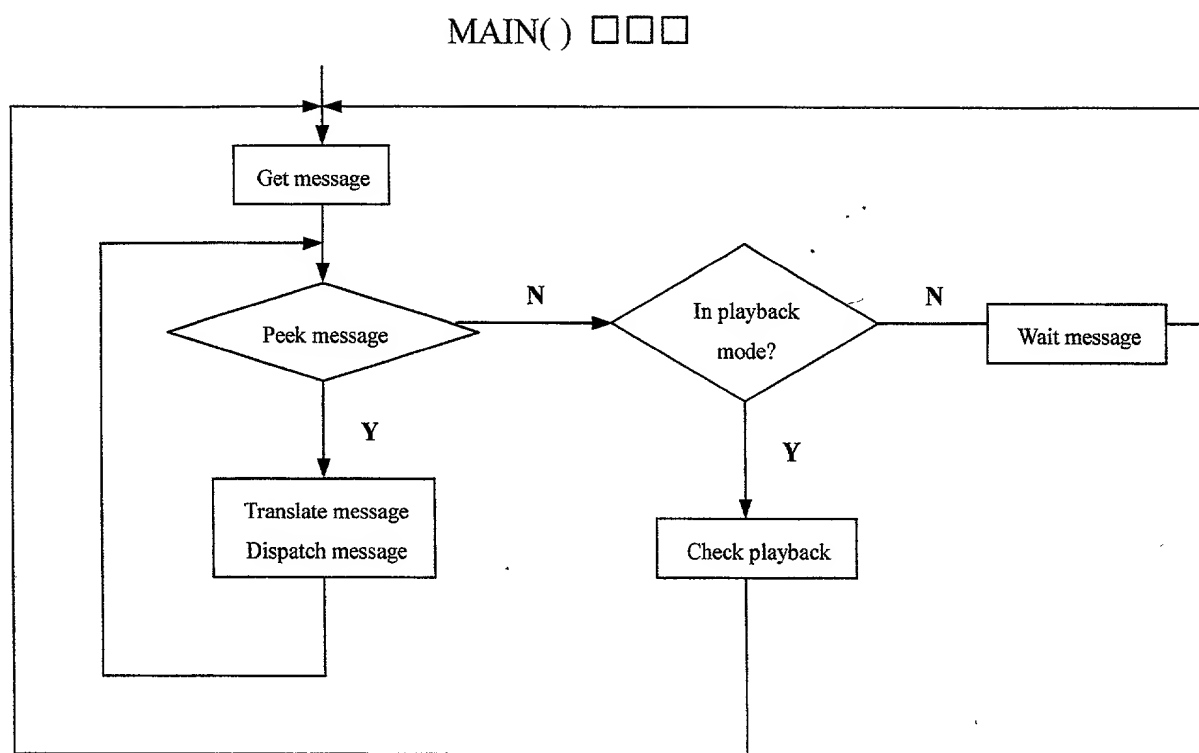 MAIN( ) □□□
Get message
Peek message
N
In playback
mode?
N
Wait message
Y
Y
Translate message
Dispatch message
Check playback